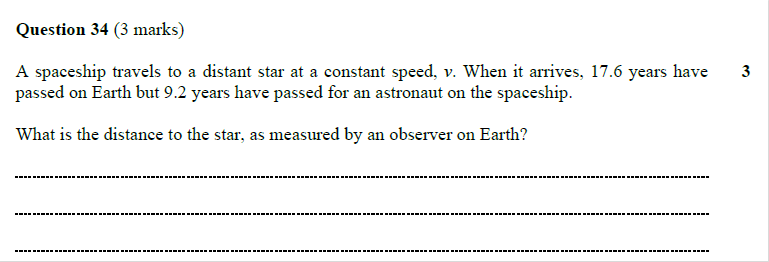 Question 34 (3 marks)
A spaceship travels to a distant star at a constant speed, v. When it arrives, 17.6 years have 3
passed on Earth but 9.2 years have passed for an astronaut on the spaceship.
What is the distance to the star, as measured by an observer on Earth?